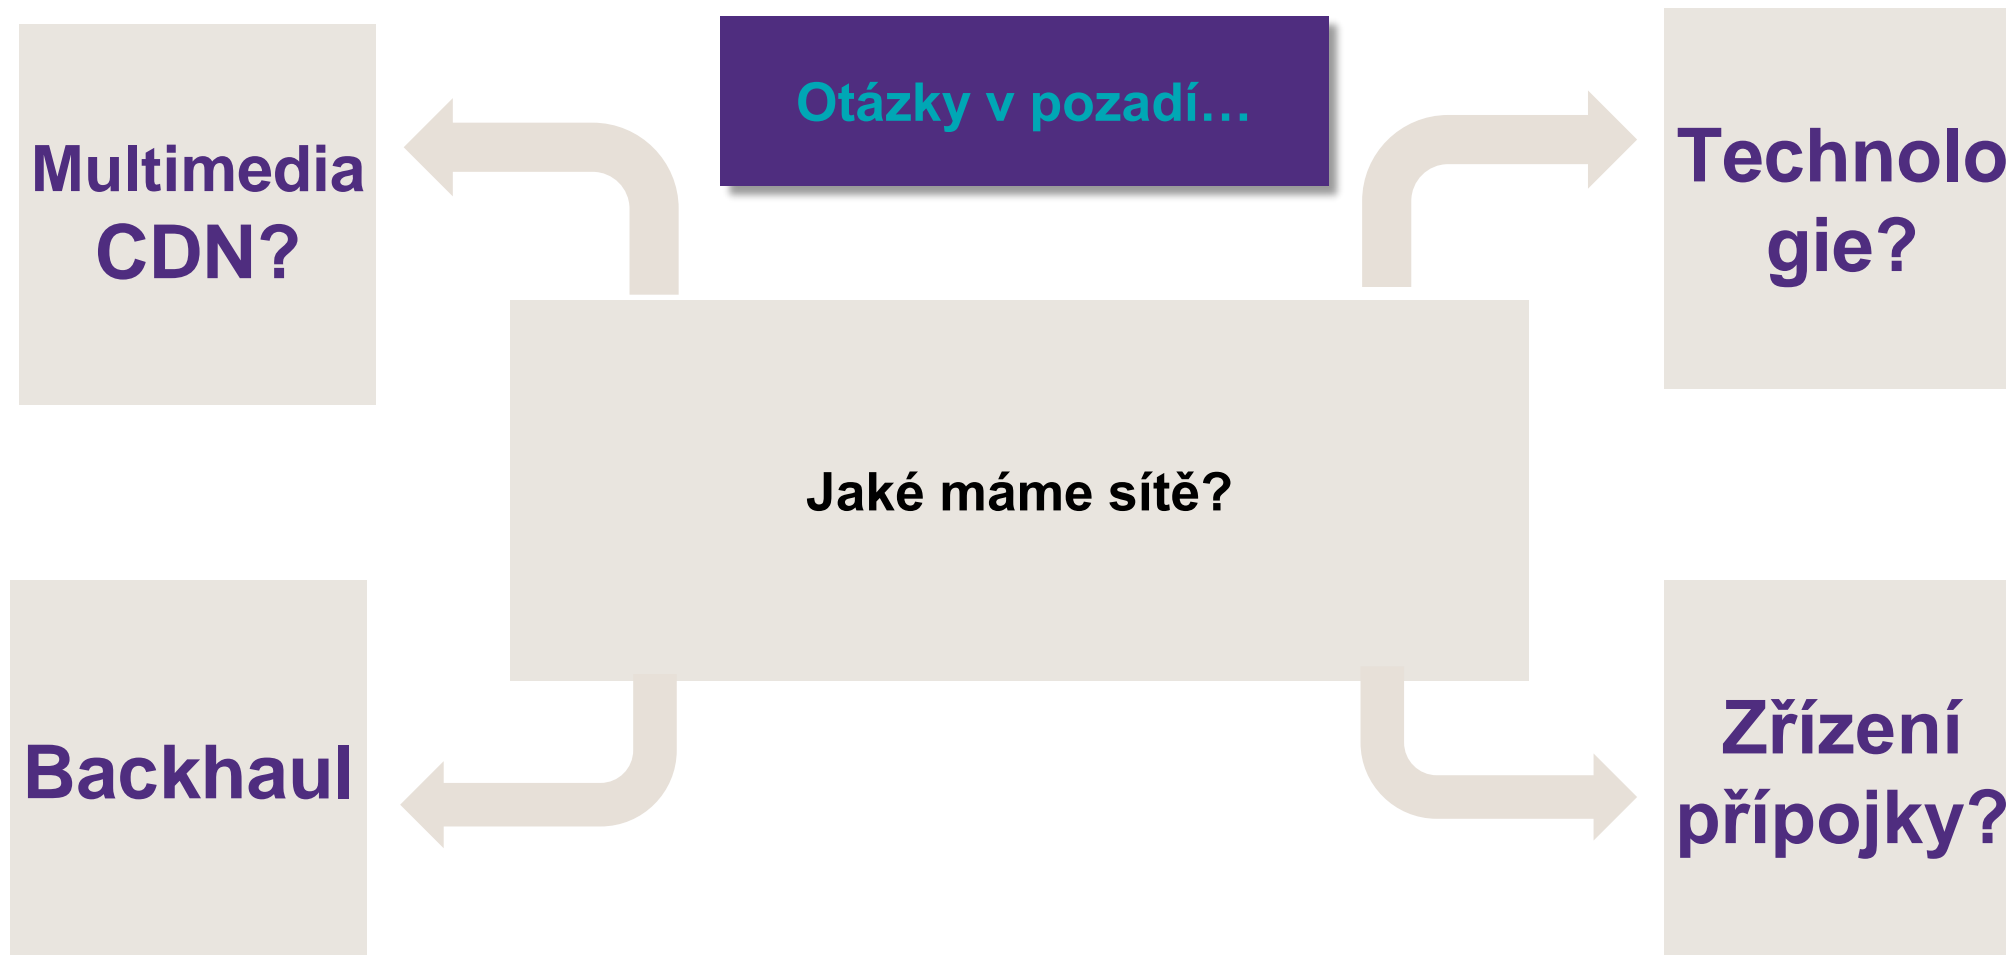 Otázky v pozadí…
Multimedia
CDN?
Technolo
gie?
Jaké máme sítě?
Backhaul
Zřízení
přípojky?